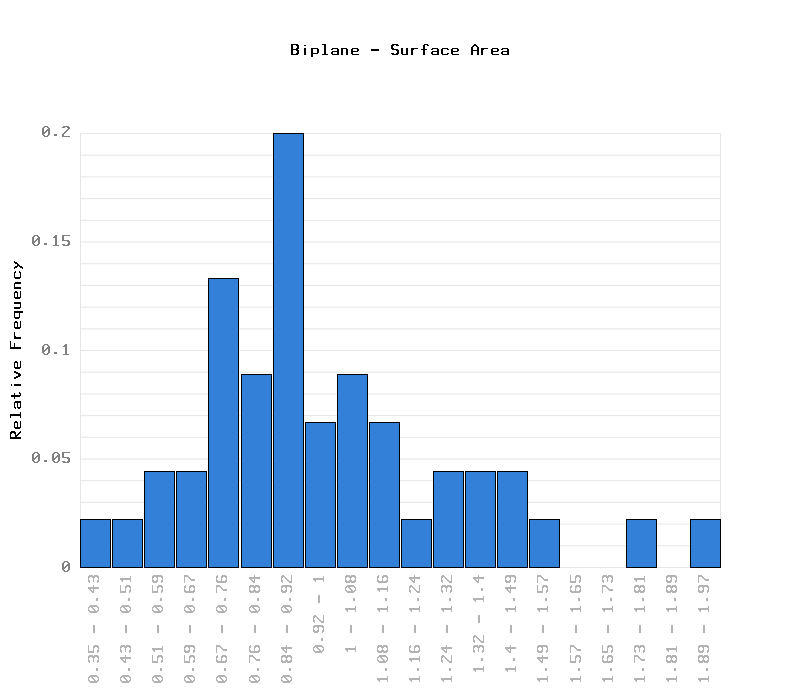 Biplane - Surface Area
Relative Frequency
0.2
0.15
0.1
0.05
0
0.35 - 0.43
0.43 - 0.51
0.51 - 0.59
0.59 - 0.67
0.67 - 0.76
0.76 - 0.84
0.84 - 0.92
0.92 - 1
1 - 1.08
1.08 - 1.16
1.16 - 1.24
1.24 - 1.32
1.32 - 1.4
1.4 - 1.49
1.49 - 1.57
1.57 - 1.65
1.65 - 1.73
1.73 - 1.81
1.81 - 1.89
1.89 - 1.97